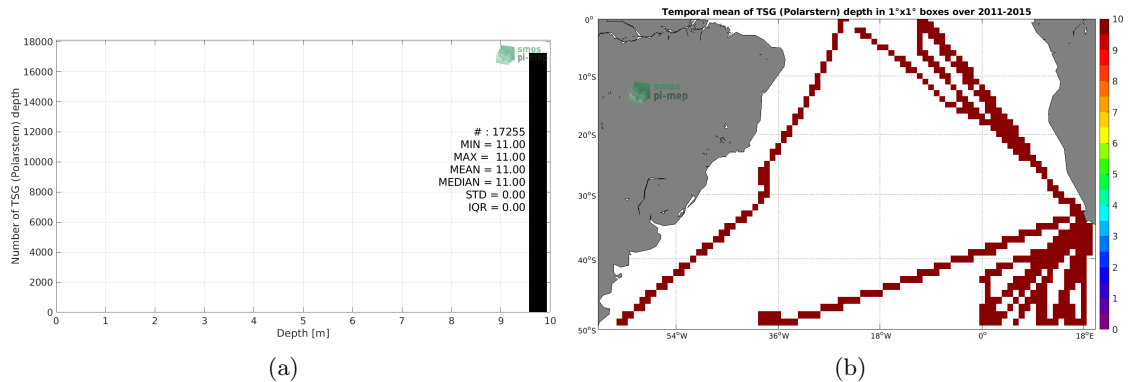 Number of TSG (Polarstern) depth
18000
16000
14000
12000
10000
8000
6000
4000
2000
0
smos
pi-mep
# : 17255
MIN = 11.00
MAX = 11.00
MEAN = 11.00
MEDIAN = 11.00
STD = 0.00
IQR = 0.00
0 1 2 3 4 5 6 7 8 9 10
Depth [m]
(a)
Temporal mean of TSG (Polarstern) depth in 1°x1° boxes over 2011-2015
0°
10°S
20°S
30°S
40°S
50°S
smos
pi-mep
54°W 36°W 18°W 0° 18°E
10
9
8
7
6
5
4
3
2
1
0
(b)